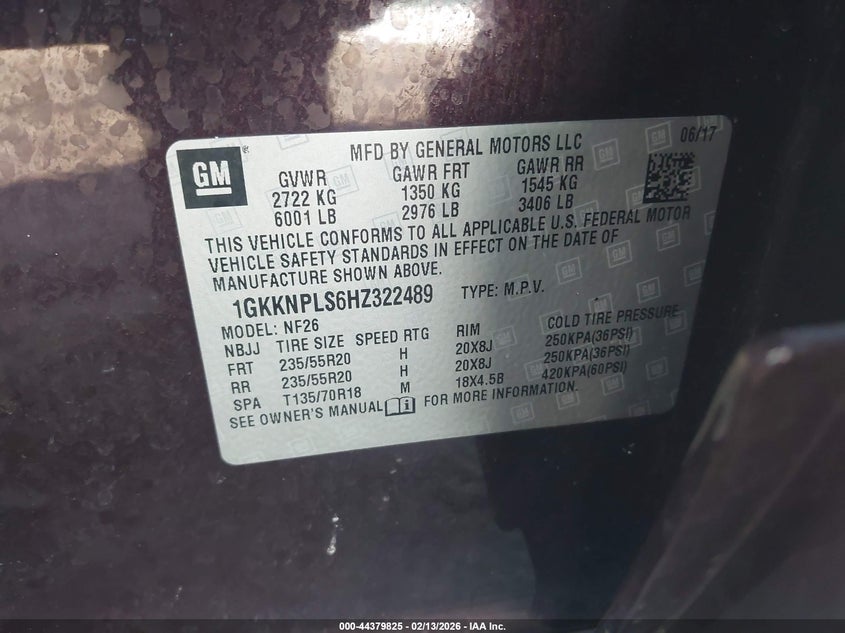 GM
MFD BY GENERAL MOTORS LLC 06/17
GVWR GAWR FRT GAWR RR
2722 KG 1350 KG 1545 KG
6001 LB 2976 LB 3406 LB
THIS VEHICLE CONFORMS TO ALL APPLICABLE U.S. FEDERAL MOTOR
VEHICLE SAFETY STANDARDS IN EFFECT ON THE DATE OF
MANUFACTURE SHOWN ABOVE.
1GKKNPLS6HZ322489 TYPE: M.P.V.
MODEL: NF26
NBJJ TIRE SIZE SPEED RTG RIM COLD TIRE PRESSURE
FRT 235/55R20 H 20X8J 250KPA(36PSI)
RR 235/55R20 H 20X8J 250KPA(36PSI)
SPA T135/70R18 M 18X4.5B 420KPA(60PSI)
SEE OWNER'S MANUAL FOR MORE INFORMATION.
000-44379825 - 02/13/2026 - IAA Inc.